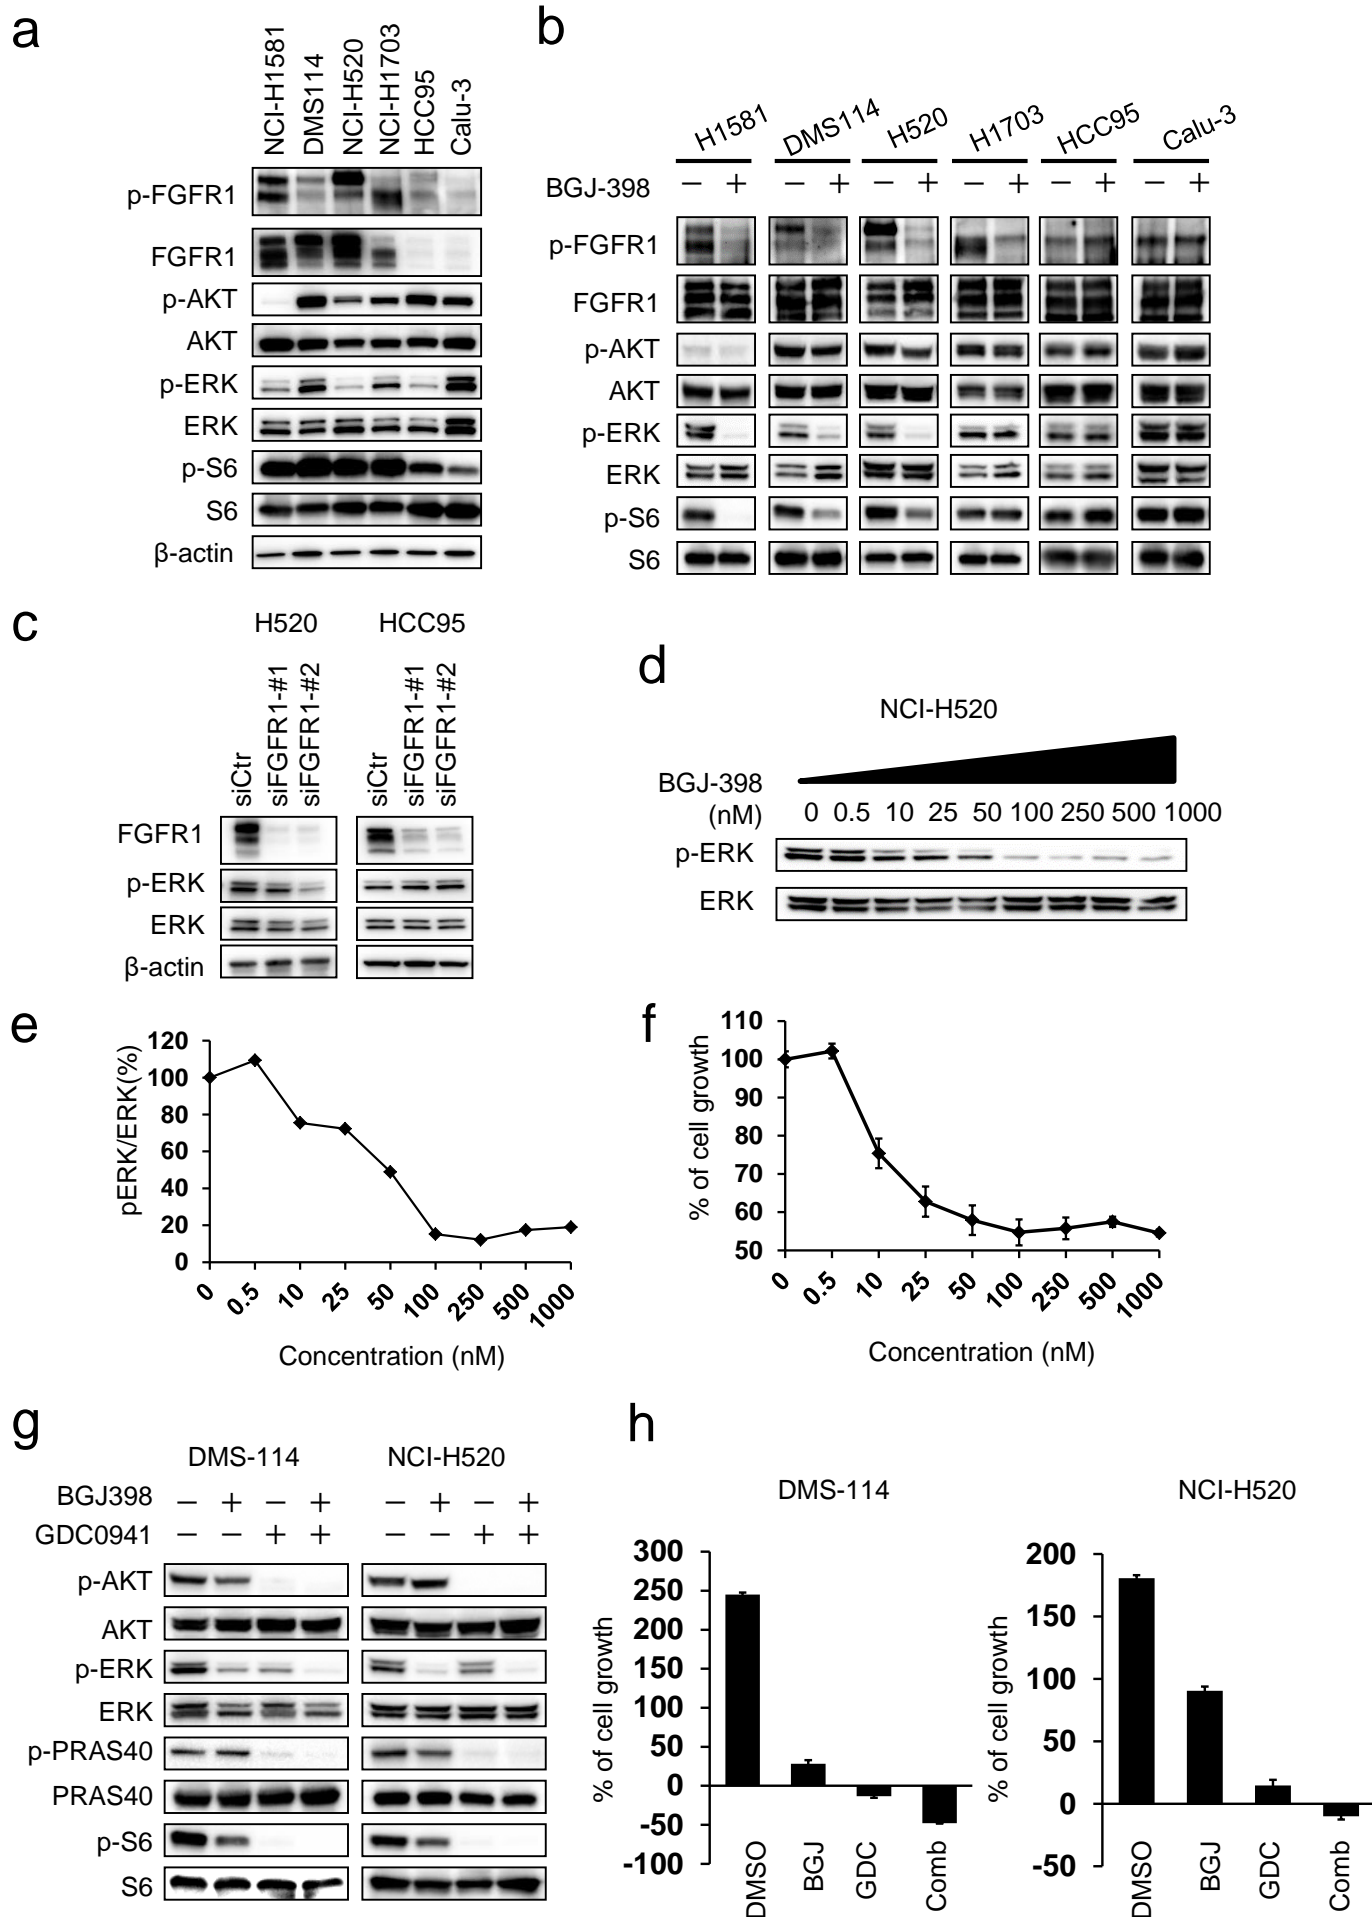 a
NCI-H1581
DMS114
NCI-H520
NCI-H1703
HCC95
Calu-3
p-FGFR1
FGFR1
p-AKT
AKT
p-ERK
ERK
p-S6
S6
β-actin
b
H1581 DMS114 H520 H1703 HCC95 Calu-3
BGJ-398 − + − + − + − + − + − +
p-FGFR1
FGFR1
p-AKT
AKT
p-ERK
ERK
p-S6
S6
c
H520 HCC95
siCtr
siFGFR1-#1
siFGFR1-#2
siCtr
siFGFR1-#1
siFGFR1-#2
FGFR1
p-ERK
ERK
β-actin
d
NCI-H520
BGJ-398
(nM) 0 0.5 10 25 50 100 250 500 1000
p-ERK
ERK
e
pERK/ERK(%)
120
100
80
60
40
20
0
0 0.5 10 25 50 100 250 500 1000
Concentration (nM)
f
% of cell growth
110
100
90
80
70
60
50
0 0.5 10 25 50 100 250 500 1000
Concentration (nM)
g
DMS-114 NCI-H520
BGJ398 − + − + − + − +
GDC0941 − − + + − − + +
p-AKT
AKT
p-ERK
ERK
p-PRAS40
PRAS40
p-S6
S6
h
DMS-114
% of cell growth
300
250
200
150
100
50
0
-50
-100
DMSO
BGJ
GDC
Comb
NCI-H520
% of cell growth
200
150
100
50
0
-50
DMSO
BGJ
GDC
Comb